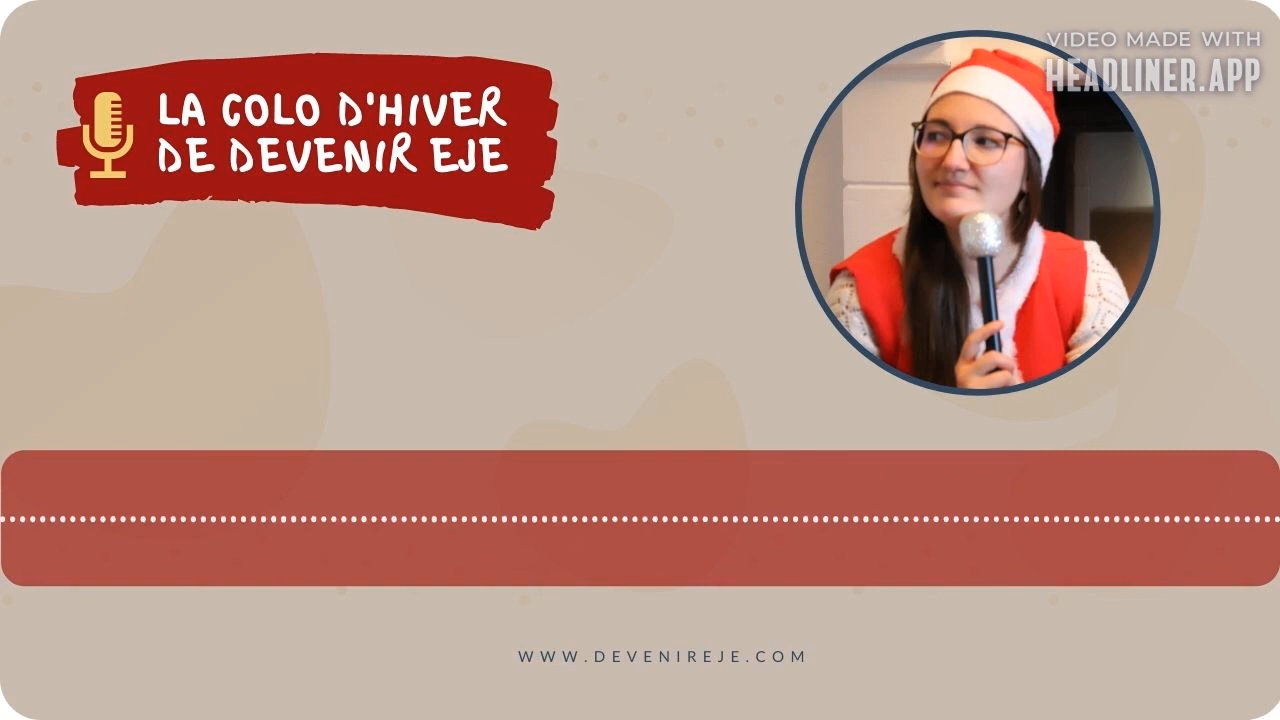 LA COLO D'HIVER
DE DEVENIR EJE
VIDEO MADE WITH
HEADLINER.APP
WWW.DEVENIREJE.COM